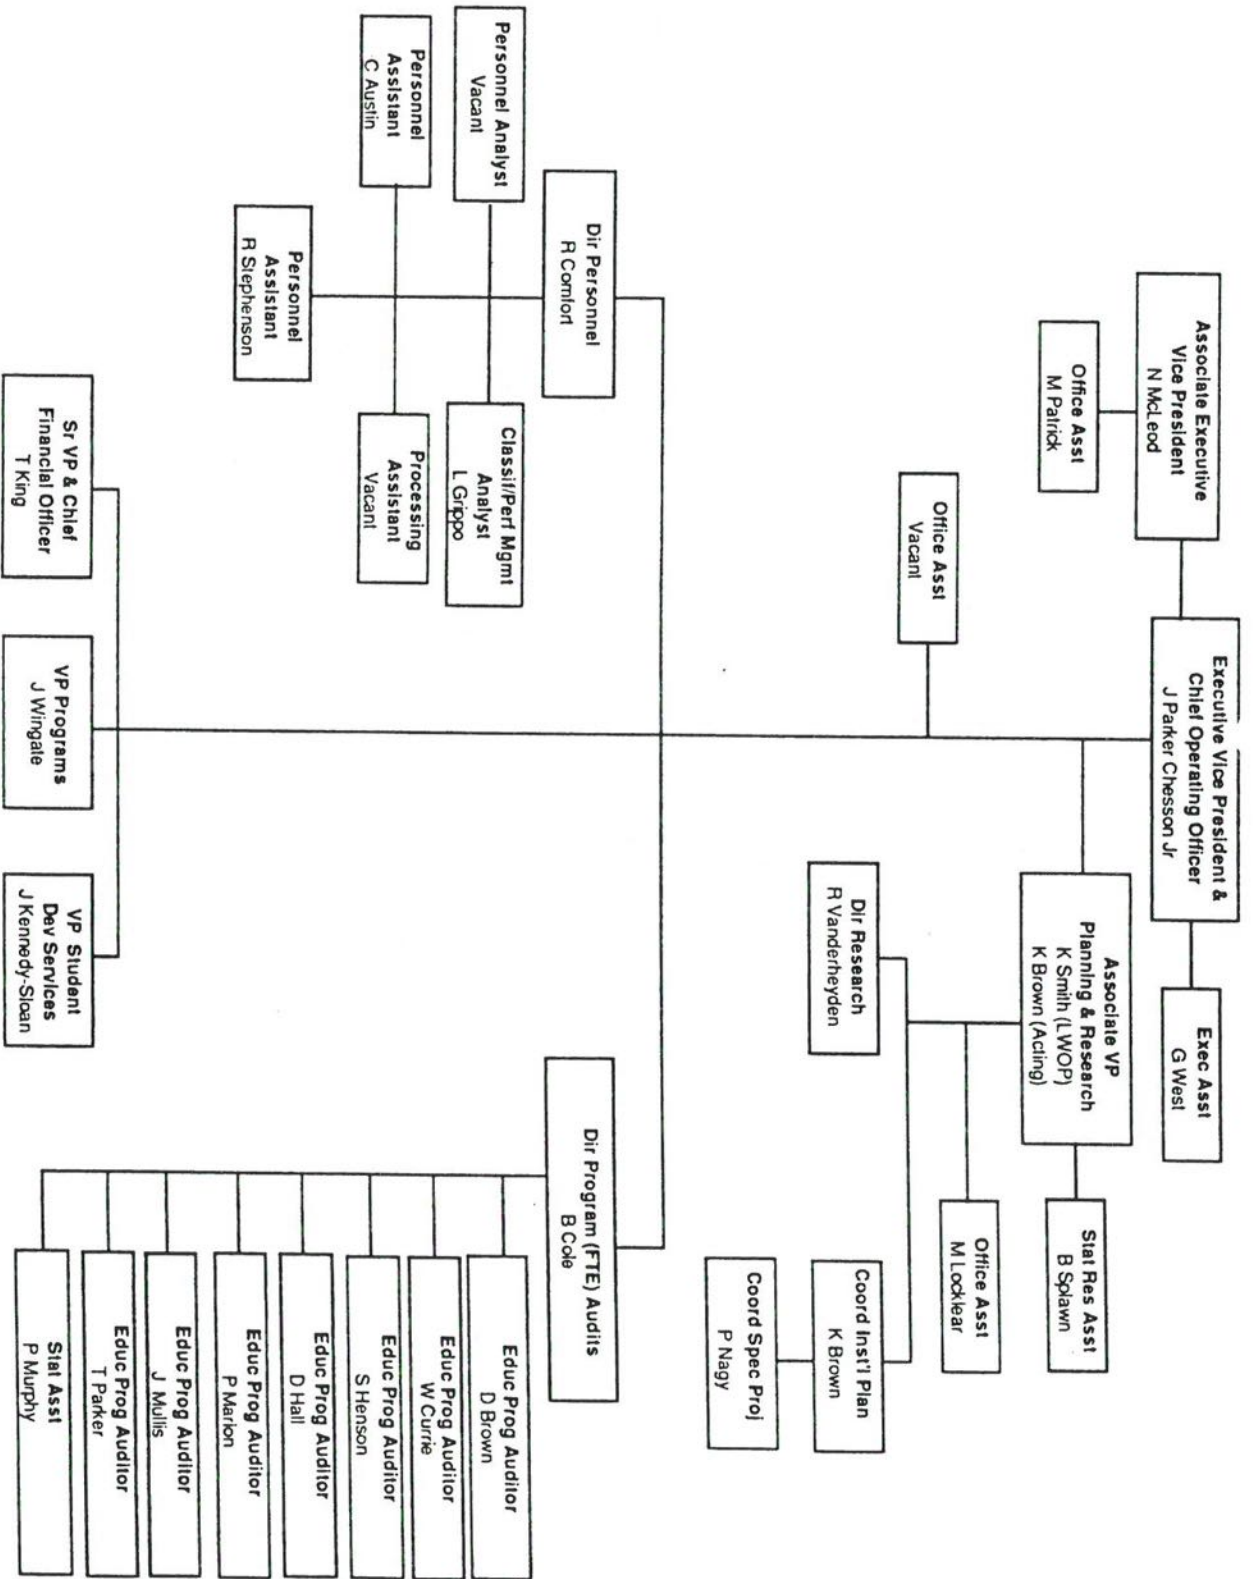 Executive Vice President &
Chief Operating Officer
J Parker Chesson Jr
Associate Executive
Vice President
N McLeod
Office Asst
M Patrick
Exec Asst
G West
Associate VP
Planning & Research
K Smith (LWOP)
K Brown (Acting)
Stat Res Asst
B Splawn
Office Asst
M Locklear
Office Asst
Vacant
Dir Research
R Vanderheyden
Coord Inst'l Plan
K Brown
Coord Spec Proj
P Nagy
Dir Personnel
R Comfort
Personnel Analyst
Vacant
Classif/Perf Mgmt
Analyst
L Grippo
Personnel
Assistant
C Austin
Processing
Assistant
Vacant
Personnel
Assistant
R Stephenson
Dir Program (FTE) Audits
B Cole
Educ Prog Auditor
D Brown
Educ Prog Auditor
W Currie
Educ Prog Auditor
S Henson
Educ Prog Auditor
D Hall
Educ Prog Auditor
P Marion
Educ Prog Auditor
J Mullis
Educ Prog Auditor
T Parker
Stat Asst
P Murphy
Sr VP & Chief
Financial Officer
T King
VP Programs
J Wingate
VP Student
Dev Services
J Kennedy-Sloan